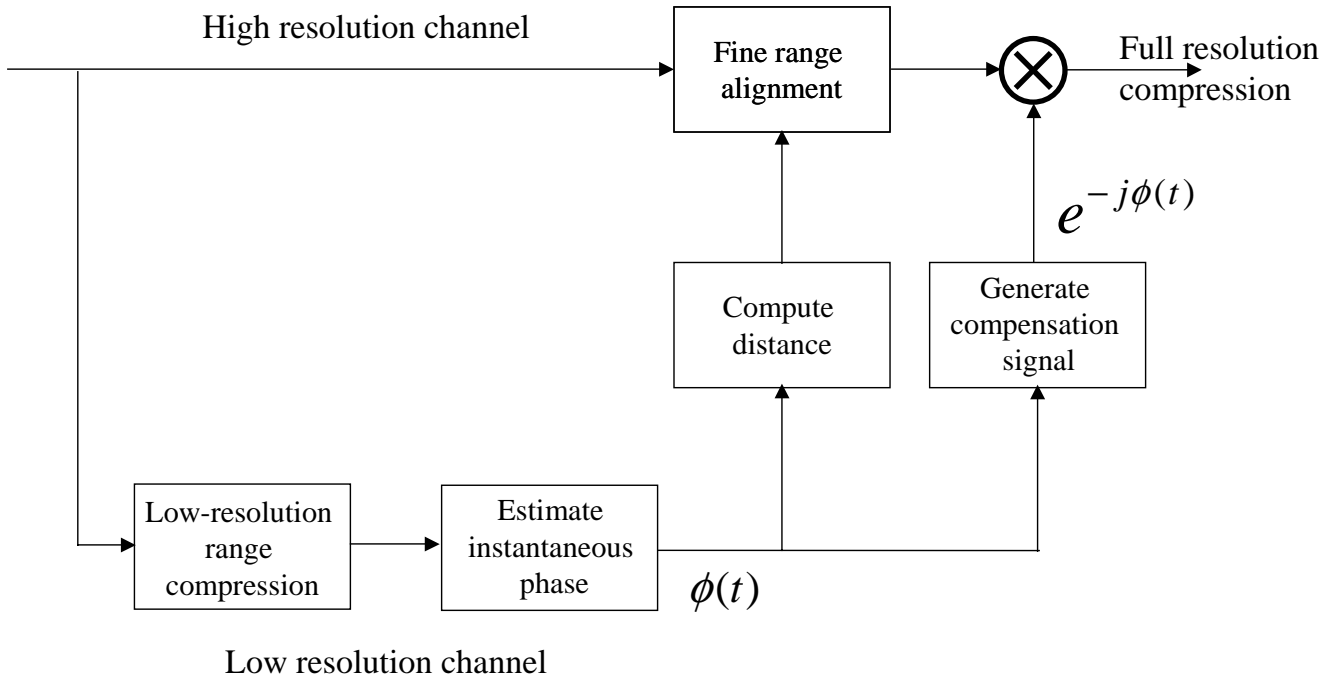 High resolution channel
Fine range
alignment
Full resolution
compression
e^{-jϕ(t)}
Compute
distance
Generate
compensation
signal
Low-resolution
range
compression
Estimate
instantaneous
phase
ϕ(t)
Low resolution channel